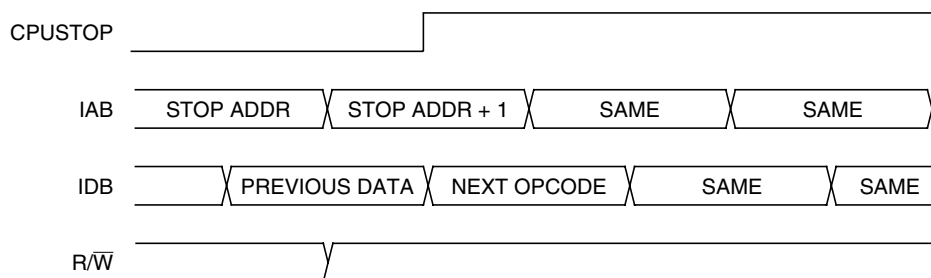 CPUSTOP
IAB STOP ADDR STOP ADDR + 1 SAME SAME
IDB PREVIOUS DATA NEXT OPCODE SAME SAME
R/W̅